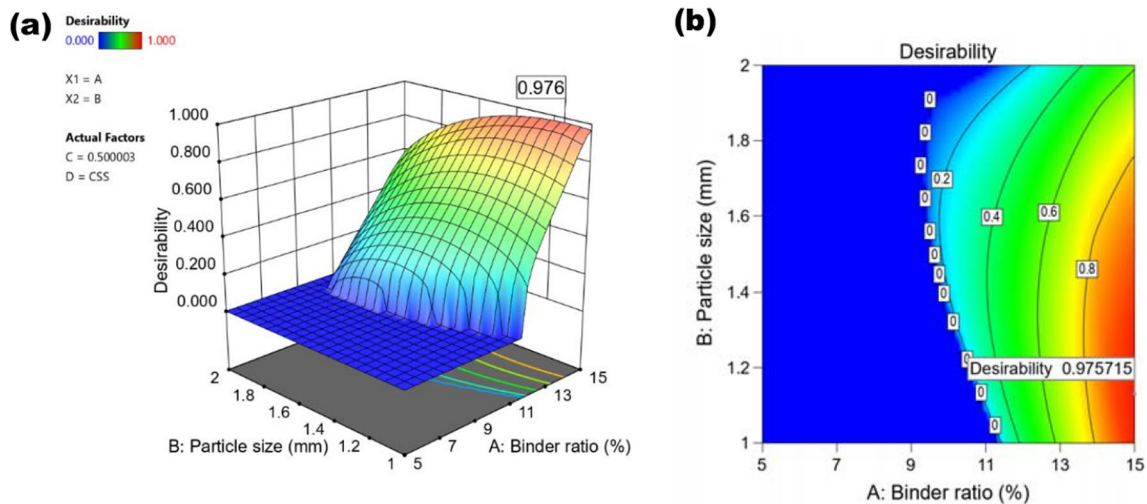 (a)
Desirability
0.000 1.000
X1 = A
X2 = B
Actual Factors
C = 0.500003
D = CSS
0.976
1.000
0.800
0.600
0.400
0.200
0.000
Desirability
2
1.8
1.6
1.4
1.2
1
B: Particle size (mm)
5
7
9
11
13
15
A: Binder ratio (%)
(b)
Desirability
2
1.8
1.6
1.4
1.2
1
B: Particle size (mm)
0
0
0
0.2
0
0.4
0.6
0
0
0
0.8
0
0
0
Desirability 0.975715
0
0
5 7 9 11 13 15
A: Binder ratio (%)